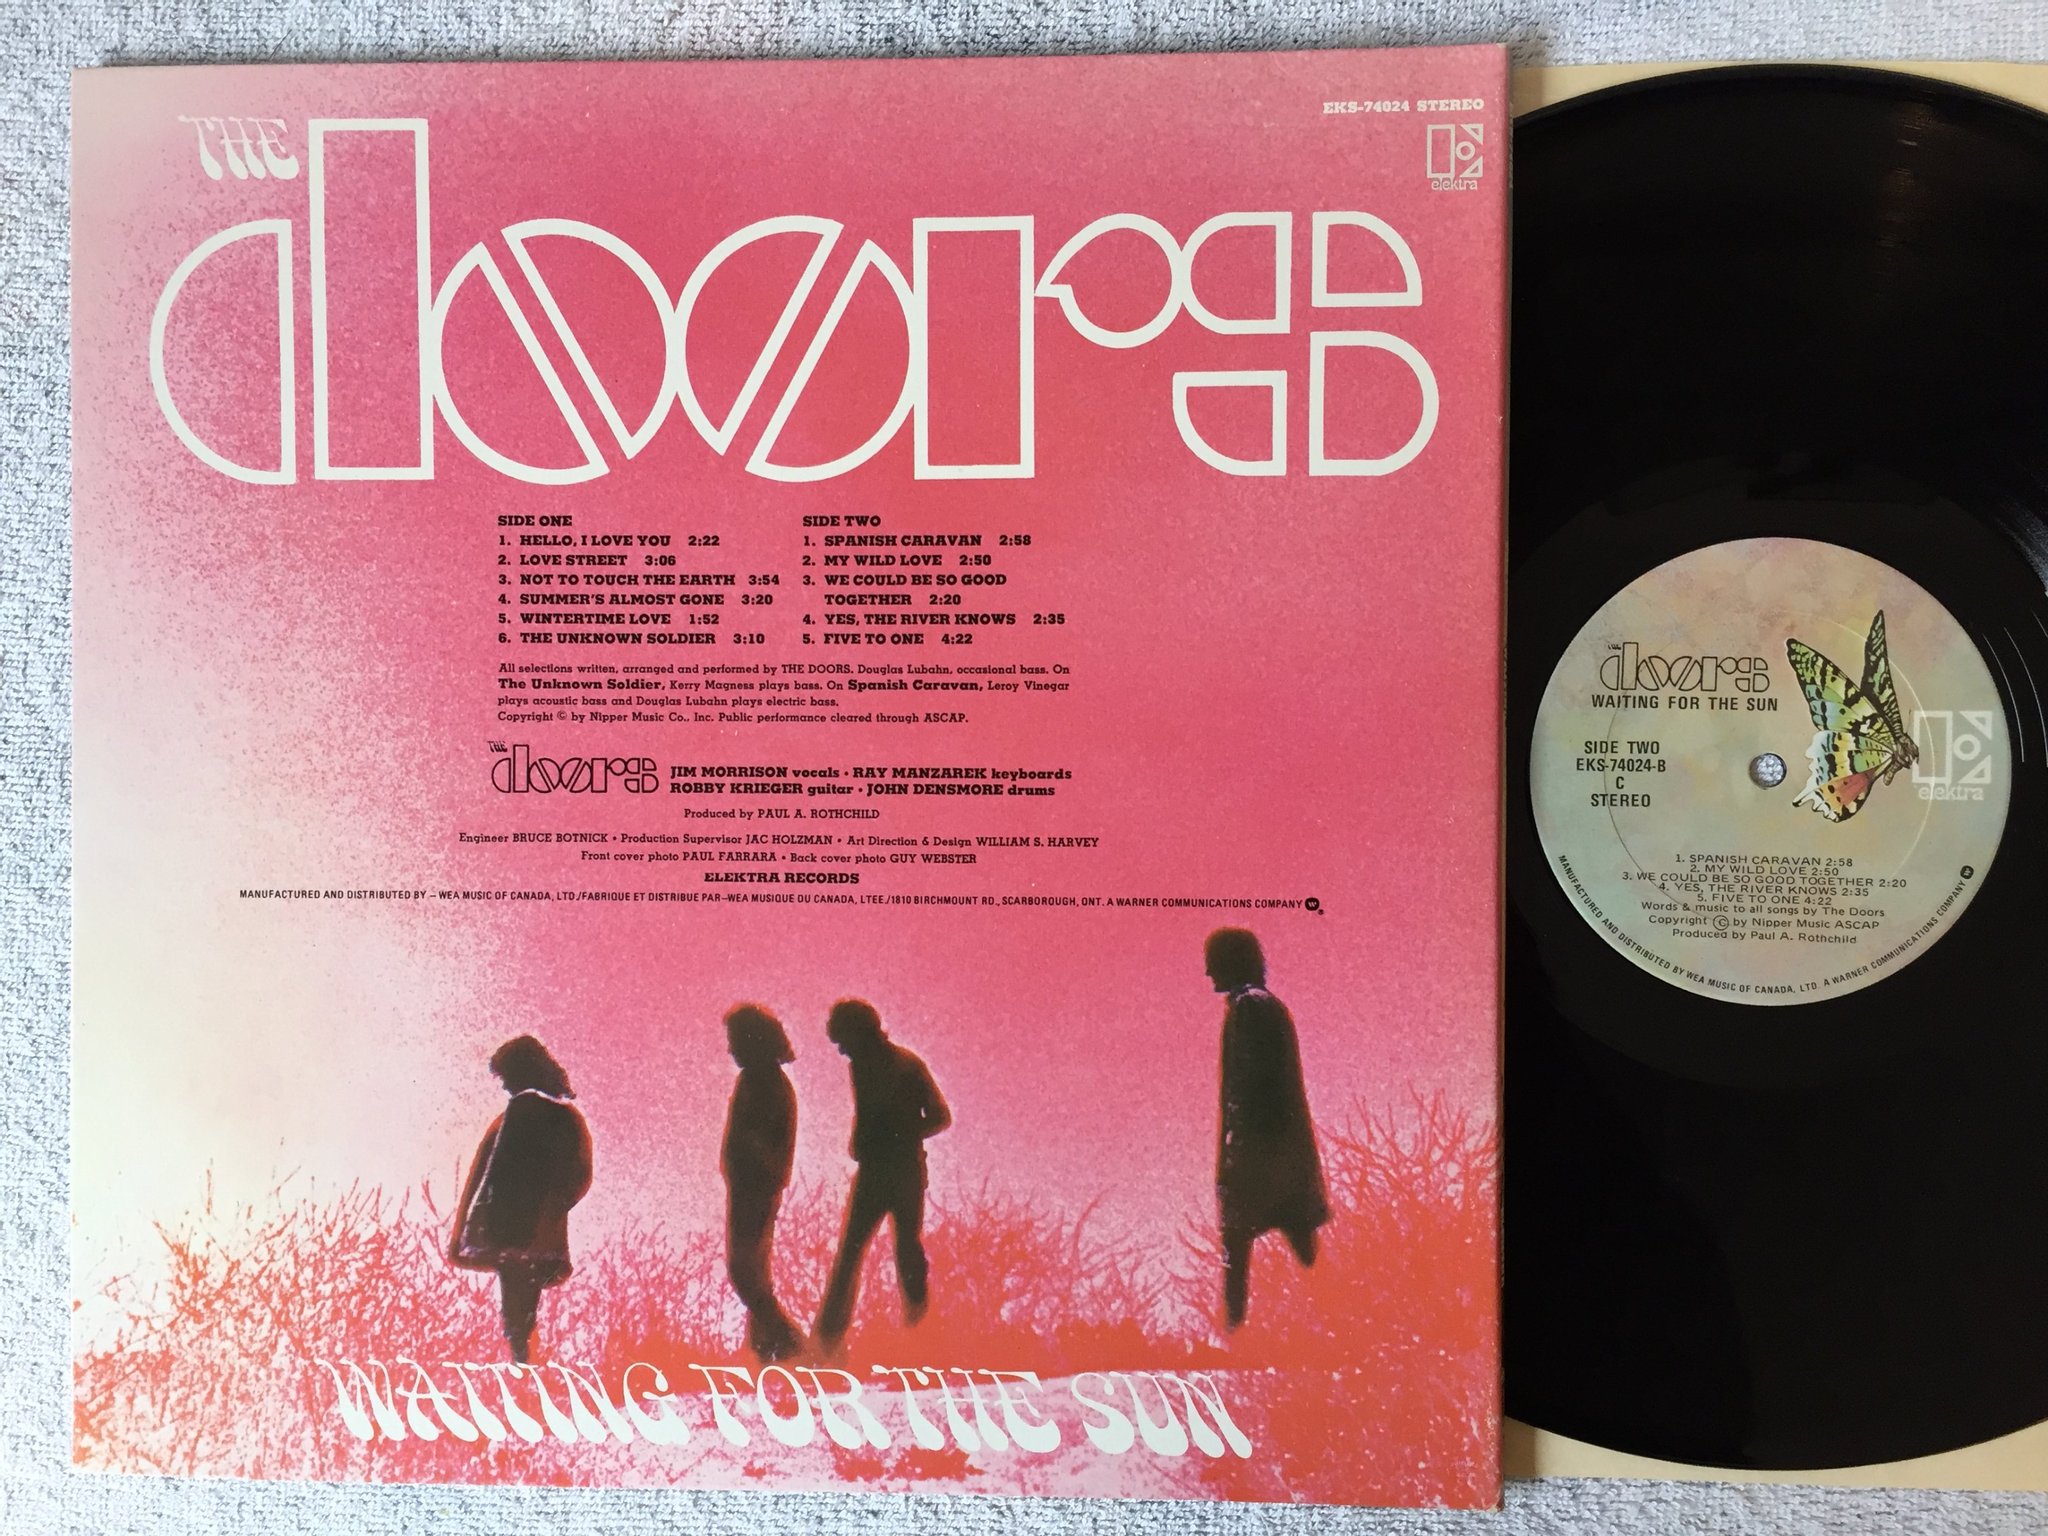 THE
doors
EKS-74024 STEREO
elektra
SIDE ONE
1. HELLO, I LOVE YOU 2:22
2. LOVE STREET 3:06
3. NOT TO TOUCH THE EARTH 3:54
4. SUMMER'S ALMOST GONE 3:20
5. WINTERTIME LOVE 1:52
6. THE UNKNOWN SOLDIER 3:10
SIDE TWO
1. SPANISH CARAVAN 2:58
2. MY WILD LOVE 2:50
3. WE COULD BE SO GOOD
TOGETHER 2:20
4. YES, THE RIVER KNOWS 2:35
5. FIVE TO ONE 4:22
All selections written, arranged and performed by THE DOORS. Douglas Lubahn, occasional bass. On
The Unknown Soldier, Kerry Magness plays bass. On Spanish Caravan, Leroy Vinegar
plays acoustic bass and Douglas Lubahn plays electric bass.
Copyright © by Nipper Music Co., Inc. Public performance cleared through ASCAP.
THE
doors
JIM MORRISON vocals • RAY MANZAREK keyboards
ROBBY KRIEGER guitar • JOHN DENSMORE drums
Produced by PAUL A. ROTHCHILD
Engineer BRUCE BOTNICK • Production Supervisor JAC HOLZMAN • Art Direction & Design WILLIAM S. HARVEY
Front cover photo PAUL FARRARA • Back cover photo GUY WEBSTER
ELEKTRA RECORDS
MANUFACTURED AND DISTRIBUTED BY – WEA MUSIC OF CANADA, LTD./FABRIQUE ET DISTRIBUE PAR–WEA MUSIQUE DU CANADA, LTEE./1810 BIRCHMOUNT RD., SCARBOROUGH, ONT. A WARNER COMMUNICATIONS COMPANY
WAITING FOR THE SUN
THE
doors
WAITING FOR THE SUN
SIDE TWO
EKS-74024-B
C
STEREO
elektra
1. SPANISH CARAVAN 2:58
2. MY WILD LOVE 2:50
3. WE COULD BE SO GOOD TOGETHER 2:20
4. YES, THE RIVER KNOWS 2:35
5. FIVE TO ONE 4:22
Words & music to all songs by The Doors
Copyright © by Nipper Music ASCAP
Produced by Paul A. Rothchild
MANUFACTURED AND DISTRIBUTED BY WEA MUSIC OF CANADA, LTD. A WARNER COMMUNICATIONS COMPANY